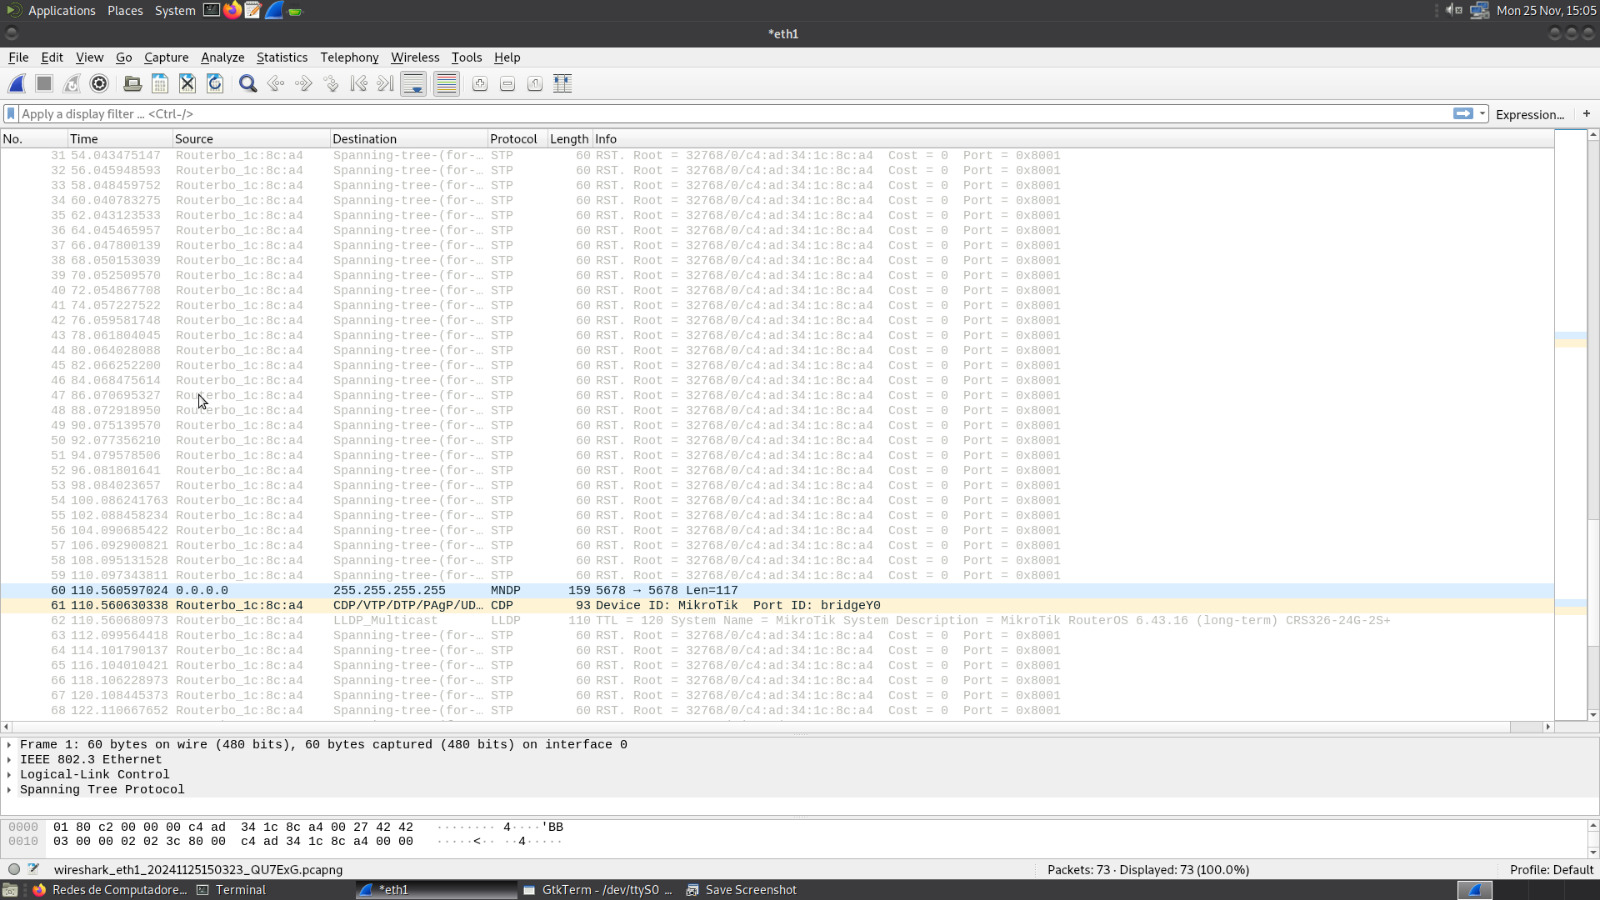 Applications Places System Mon 25 Nov, 15:05
*eth1
File Edit View Go Capture Analyze Statistics Telephony Wireless Tools Help
Apply a display filter ... <Ctrl-/> Expression... +
No. Time Source Destination Protocol Length Info
31 54.043475147 Routerbo_1c:8c:a4 Spanning-tree-(for-… STP 60 RST. Root = 32768/0/c4:ad:34:1c:8c:a4 Cost = 0 Port = 0x8001
32 56.045948593 Routerbo_1c:8c:a4 Spanning-tree-(for-… STP 60 RST. Root = 32768/0/c4:ad:34:1c:8c:a4 Cost = 0 Port = 0x8001
33 58.048459752 Routerbo_1c:8c:a4 Spanning-tree-(for-… STP 60 RST. Root = 32768/0/c4:ad:34:1c:8c:a4 Cost = 0 Port = 0x8001
34 60.040783275 Routerbo_1c:8c:a4 Spanning-tree-(for-… STP 60 RST. Root = 32768/0/c4:ad:34:1c:8c:a4 Cost = 0 Port = 0x8001
35 62.043123533 Routerbo_1c:8c:a4 Spanning-tree-(for-… STP 60 RST. Root = 32768/0/c4:ad:34:1c:8c:a4 Cost = 0 Port = 0x8001
36 64.045465957 Routerbo_1c:8c:a4 Spanning-tree-(for-… STP 60 RST. Root = 32768/0/c4:ad:34:1c:8c:a4 Cost = 0 Port = 0x8001
37 66.047800139 Routerbo_1c:8c:a4 Spanning-tree-(for-… STP 60 RST. Root = 32768/0/c4:ad:34:1c:8c:a4 Cost = 0 Port = 0x8001
38 68.050153039 Routerbo_1c:8c:a4 Spanning-tree-(for-… STP 60 RST. Root = 32768/0/c4:ad:34:1c:8c:a4 Cost = 0 Port = 0x8001
39 70.052509570 Routerbo_1c:8c:a4 Spanning-tree-(for-… STP 60 RST. Root = 32768/0/c4:ad:34:1c:8c:a4 Cost = 0 Port = 0x8001
40 72.054867708 Routerbo_1c:8c:a4 Spanning-tree-(for-… STP 60 RST. Root = 32768/0/c4:ad:34:1c:8c:a4 Cost = 0 Port = 0x8001
41 74.057227522 Routerbo_1c:8c:a4 Spanning-tree-(for-… STP 60 RST. Root = 32768/0/c4:ad:34:1c:8c:a4 Cost = 0 Port = 0x8001
42 76.059581748 Routerbo_1c:8c:a4 Spanning-tree-(for-… STP 60 RST. Root = 32768/0/c4:ad:34:1c:8c:a4 Cost = 0 Port = 0x8001
43 78.061804045 Routerbo_1c:8c:a4 Spanning-tree-(for-… STP 60 RST. Root = 32768/0/c4:ad:34:1c:8c:a4 Cost = 0 Port = 0x8001
44 80.064028088 Routerbo_1c:8c:a4 Spanning-tree-(for-… STP 60 RST. Root = 32768/0/c4:ad:34:1c:8c:a4 Cost = 0 Port = 0x8001
45 82.066252200 Routerbo_1c:8c:a4 Spanning-tree-(for-… STP 60 RST. Root = 32768/0/c4:ad:34:1c:8c:a4 Cost = 0 Port = 0x8001
46 84.068475614 Routerbo_1c:8c:a4 Spanning-tree-(for-… STP 60 RST. Root = 32768/0/c4:ad:34:1c:8c:a4 Cost = 0 Port = 0x8001
47 86.070695327 Routerbo_1c:8c:a4 Spanning-tree-(for-… STP 60 RST. Root = 32768/0/c4:ad:34:1c:8c:a4 Cost = 0 Port = 0x8001
48 88.072918950 Routerbo_1c:8c:a4 Spanning-tree-(for-… STP 60 RST. Root = 32768/0/c4:ad:34:1c:8c:a4 Cost = 0 Port = 0x8001
49 90.075139570 Routerbo_1c:8c:a4 Spanning-tree-(for-… STP 60 RST. Root = 32768/0/c4:ad:34:1c:8c:a4 Cost = 0 Port = 0x8001
50 92.077356210 Routerbo_1c:8c:a4 Spanning-tree-(for-… STP 60 RST. Root = 32768/0/c4:ad:34:1c:8c:a4 Cost = 0 Port = 0x8001
51 94.079578506 Routerbo_1c:8c:a4 Spanning-tree-(for-… STP 60 RST. Root = 32768/0/c4:ad:34:1c:8c:a4 Cost = 0 Port = 0x8001
52 96.081801641 Routerbo_1c:8c:a4 Spanning-tree-(for-… STP 60 RST. Root = 32768/0/c4:ad:34:1c:8c:a4 Cost = 0 Port = 0x8001
53 98.084023657 Routerbo_1c:8c:a4 Spanning-tree-(for-… STP 60 RST. Root = 32768/0/c4:ad:34:1c:8c:a4 Cost = 0 Port = 0x8001
54 100.086241763 Routerbo_1c:8c:a4 Spanning-tree-(for-… STP 60 RST. Root = 32768/0/c4:ad:34:1c:8c:a4 Cost = 0 Port = 0x8001
55 102.088458234 Routerbo_1c:8c:a4 Spanning-tree-(for-… STP 60 RST. Root = 32768/0/c4:ad:34:1c:8c:a4 Cost = 0 Port = 0x8001
56 104.090685422 Routerbo_1c:8c:a4 Spanning-tree-(for-… STP 60 RST. Root = 32768/0/c4:ad:34:1c:8c:a4 Cost = 0 Port = 0x8001
57 106.092900821 Routerbo_1c:8c:a4 Spanning-tree-(for-… STP 60 RST. Root = 32768/0/c4:ad:34:1c:8c:a4 Cost = 0 Port = 0x8001
58 108.095131528 Routerbo_1c:8c:a4 Spanning-tree-(for-… STP 60 RST. Root = 32768/0/c4:ad:34:1c:8c:a4 Cost = 0 Port = 0x8001
59 110.097343811 Routerbo_1c:8c:a4 Spanning-tree-(for-… STP 60 RST. Root = 32768/0/c4:ad:34:1c:8c:a4 Cost = 0 Port = 0x8001
60 110.560597024 0.0.0.0 255.255.255.255 MNDP 159 5678 → 5678 Len=117
61 110.560630338 Routerbo_1c:8c:a4 CDP/VTP/DTP/PAgP/UD… CDP 93 Device ID: MikroTik Port ID: bridgeY0
62 110.560680973 Routerbo_1c:8c:a4 LLDP_Multicast LLDP 110 TTL = 120 System Name = MikroTik System Description = MikroTik RouterOS 6.43.16 (long-term) CRS326-24G-2S+
63 112.099564418 Routerbo_1c:8c:a4 Spanning-tree-(for-… STP 60 RST. Root = 32768/0/c4:ad:34:1c:8c:a4 Cost = 0 Port = 0x8001
64 114.101790137 Routerbo_1c:8c:a4 Spanning-tree-(for-… STP 60 RST. Root = 32768/0/c4:ad:34:1c:8c:a4 Cost = 0 Port = 0x8001
65 116.104010421 Routerbo_1c:8c:a4 Spanning-tree-(for-… STP 60 RST. Root = 32768/0/c4:ad:34:1c:8c:a4 Cost = 0 Port = 0x8001
66 118.106228973 Routerbo_1c:8c:a4 Spanning-tree-(for-… STP 60 RST. Root = 32768/0/c4:ad:34:1c:8c:a4 Cost = 0 Port = 0x8001
67 120.108445373 Routerbo_1c:8c:a4 Spanning-tree-(for-… STP 60 RST. Root = 32768/0/c4:ad:34:1c:8c:a4 Cost = 0 Port = 0x8001
68 122.110667652 Routerbo_1c:8c:a4 Spanning-tree-(for-… STP 60 RST. Root = 32768/0/c4:ad:34:1c:8c:a4 Cost = 0 Port = 0x8001
Frame 1: 60 bytes on wire (480 bits), 60 bytes captured (480 bits) on interface 0
IEEE 802.3 Ethernet
Logical-Link Control
Spanning Tree Protocol
0000 01 80 c2 00 00 00 c4 ad 34 1c 8c a4 00 27 42 42 ········ 4····'BB
0010 03 00 00 02 02 3c 80 00 c4 ad 34 1c 8c a4 00 00 ·····<·· ··4·····
wireshark_eth1_20241125150323_QU7ExG.pcapng Packets: 73 · Displayed: 73 (100.0%) Profile: Default
Redes de Computadore… Terminal *eth1 GtkTerm - /dev/ttyS0 … Save Screenshot